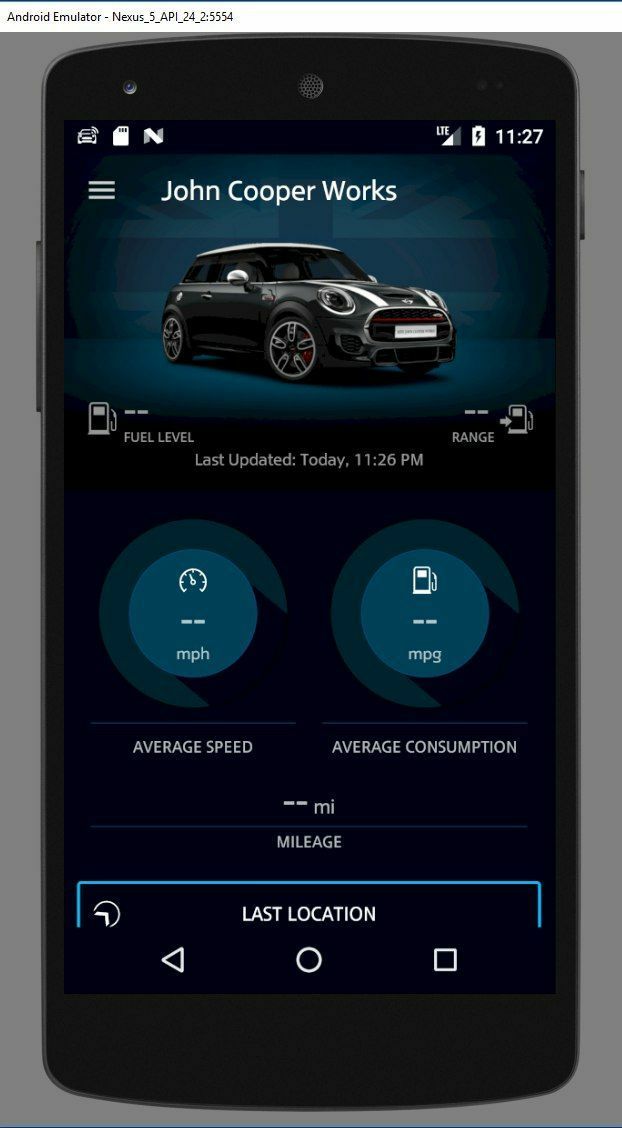 Android Emulator - Nexus_5_API_24_2:5554
LTE 11:27
John Cooper Works
-- --
FUEL LEVEL RANGE
Last Updated: Today, 11:26 PM
-- --
mph mpg
AVERAGE SPEED AVERAGE CONSUMPTION
-- mi
MILEAGE
LAST LOCATION